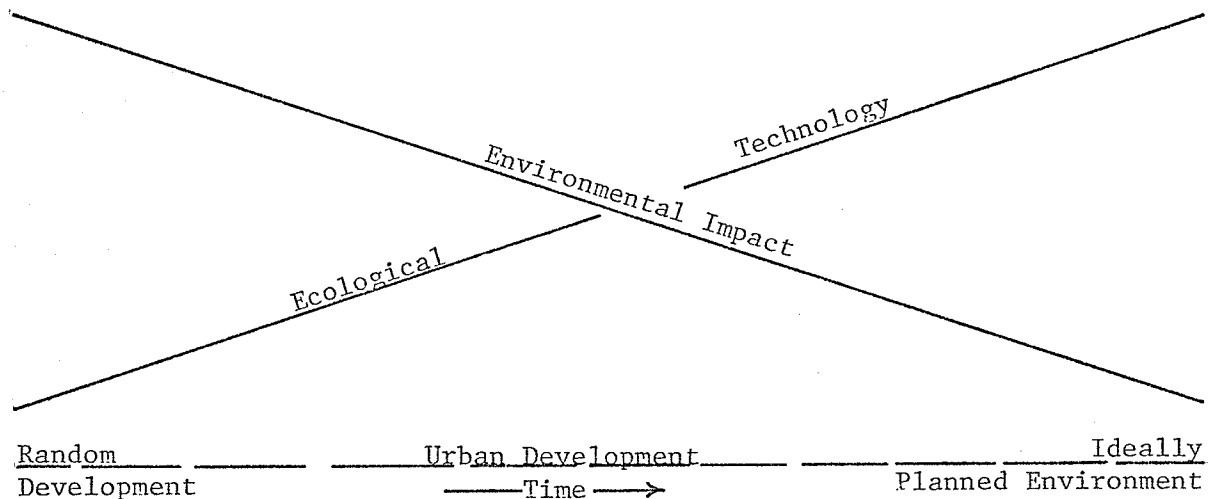 Technology
Environmental Impact
Ecological
Random Urban Development Ideally
Development Time Planned Environment